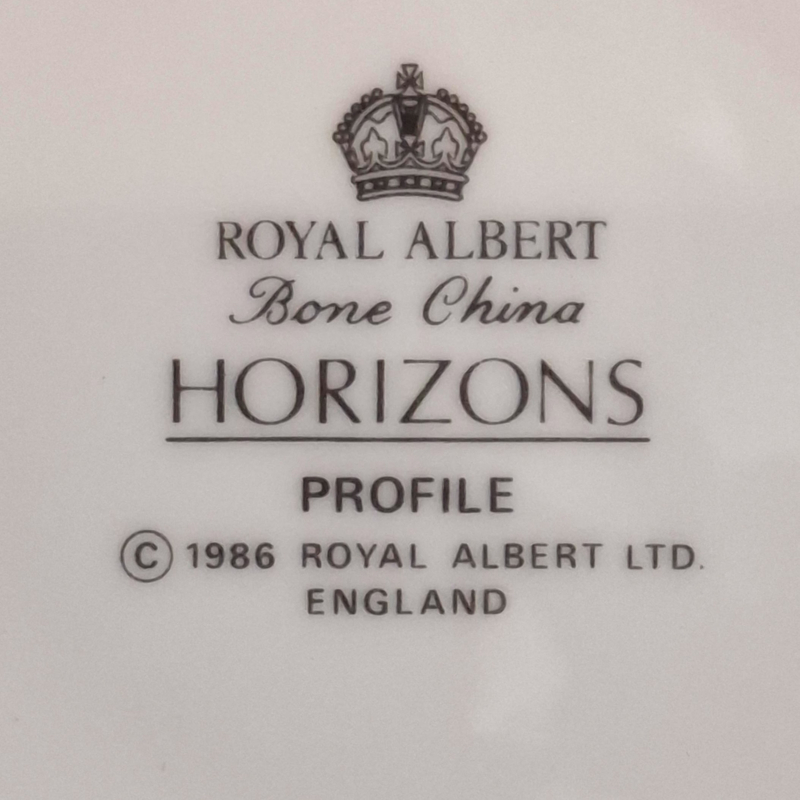 ROYAL ALBERT
Bone China
HORIZONS
PROFILE
© 1986 ROYAL ALBERT LTD.
ENGLAND